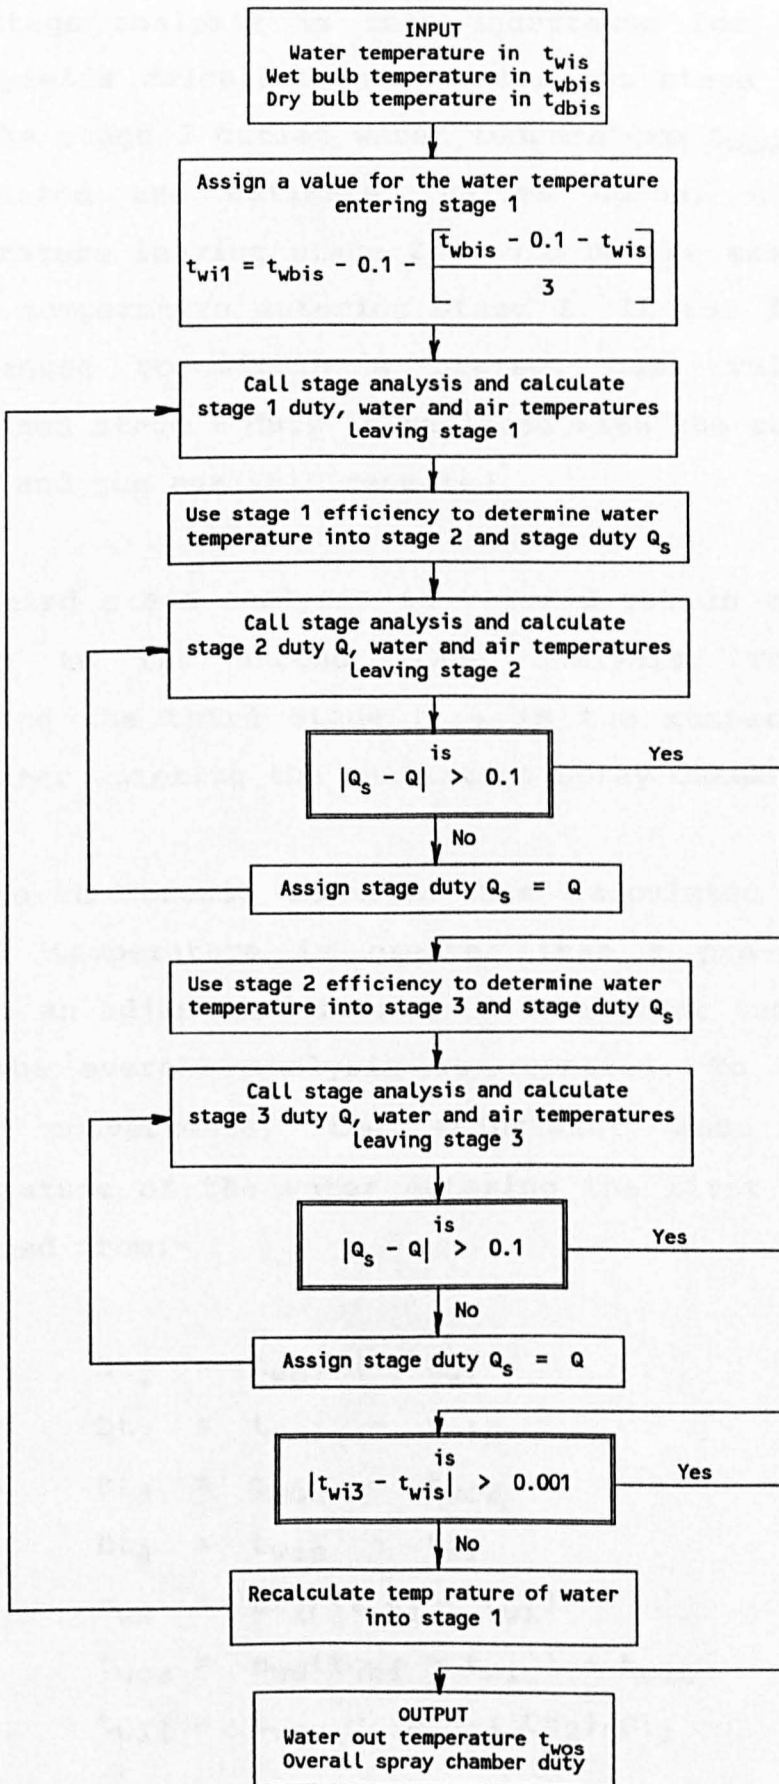 INPUT
Water temperature in t_wis
Wet bulb temperature in t_wbis
Dry bulb temperature in t_dbis
Assign a value for the water temperature
entering stage 1
t_wi1 = t_wbis − 0.1 − [t_wbis − 0.1 − t_wis
3]
Call stage analysis and calculate
stage 1 duty, water and air temperatures
leaving stage 1
Use stage 1 efficiency to determine water
temperature into stage 2 and stage duty Q_s
Call stage analysis and calculate
stage 2 duty Q, water and air temperatures
leaving stage 2
is
|Q_s − Q| > 0.1
Yes
No
Assign stage duty Q_s = Q
Use stage 2 efficiency to determine water
temperature into stage 3 and stage duty Q_s
Call stage analysis and calculate
stage 3 duty Q, water and air temperatures
leaving stage 3
is
|Q_s − Q| > 0.1
Yes
No
Assign stage duty Q_s = Q
is
|t_wi3 − t_wis| > 0.001
Yes
No
Recalculate temp rature of water
into stage 1
OUTPUT
Water out temperature t_wos
Overall spray chamber duty